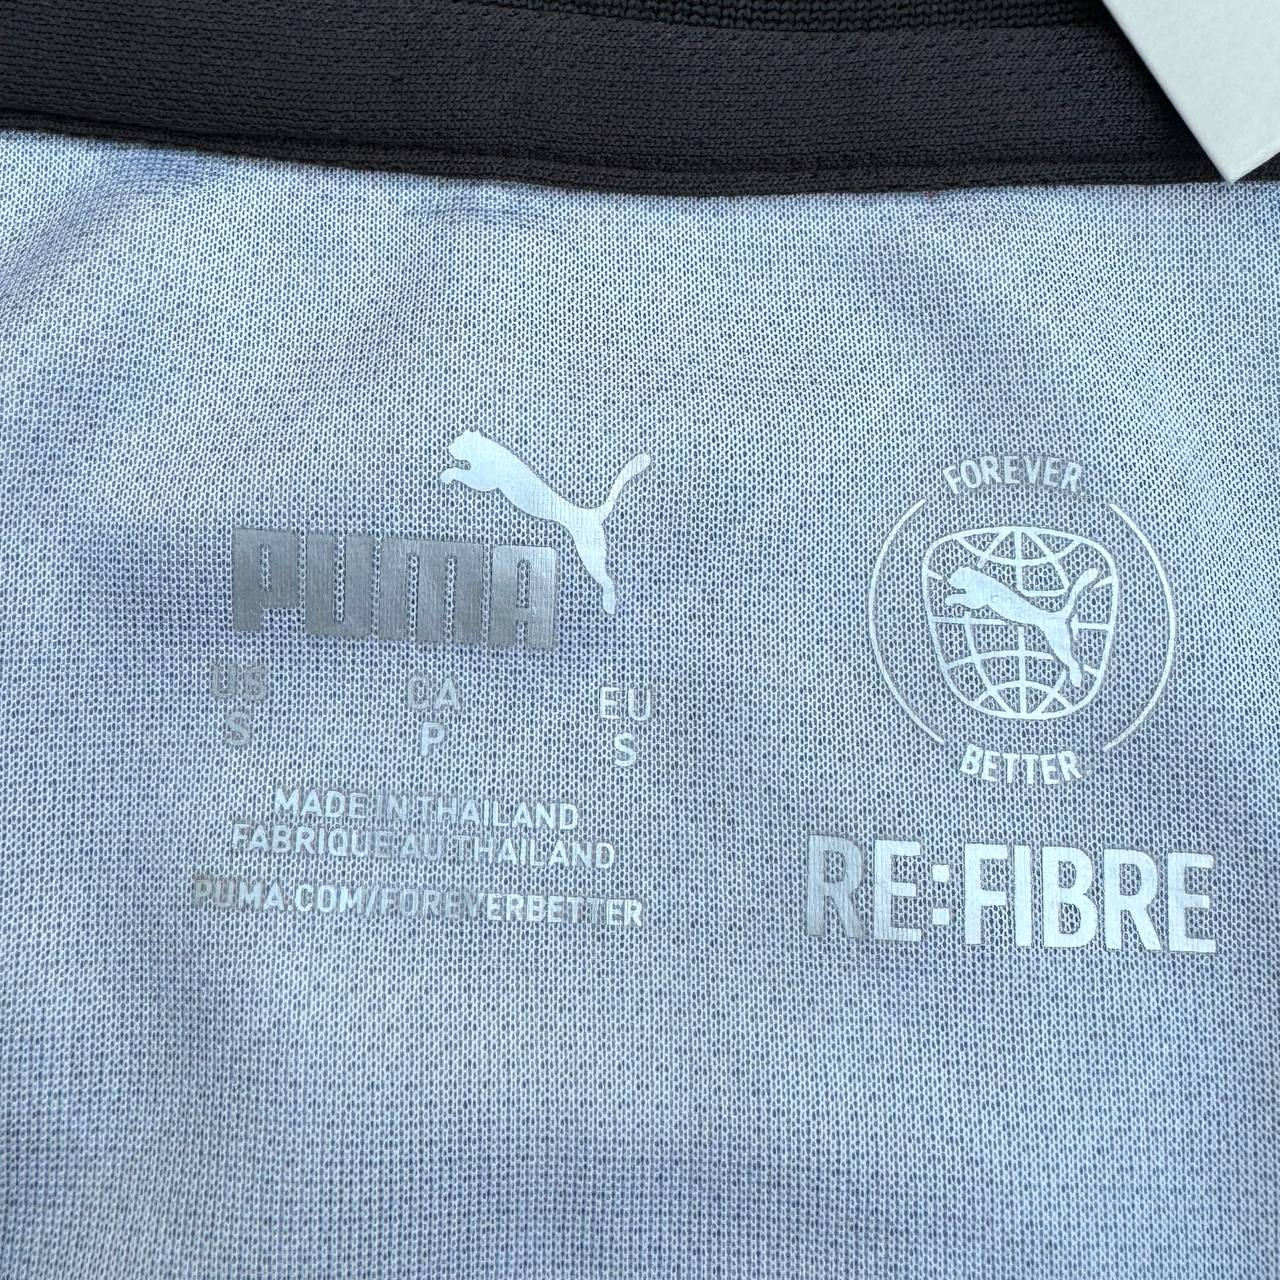 PUMA
US CA EU
S P S
MADE IN THAILAND
FABRIQUE AU THAILAND
PUMA.COM/FOREVERBETTER
FOREVER.
BETTER
RE:FIBRE